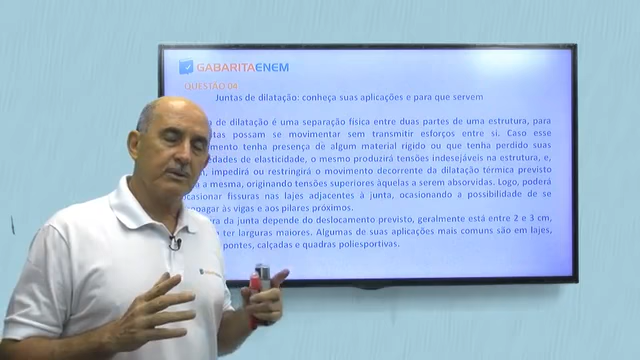 GABARITAENEM
QUESTÃO 04
Juntas de dilatação: conheça suas aplicações e para que servem
de dilatação é uma separação física entre duas partes de uma estrutura, para
possam se movimentar sem transmitir esforços entre si. Caso esse
tenha presença de algum material rígido ou que tenha perdido suas
de elasticidade, o mesmo produzirá tensões indesejáveis na estrutura, e,
impedirá ou restringirá o movimento decorrente da dilatação térmica previsto
a mesma, originando tensões superiores àquelas a serem absorvidas. Logo, poderá
ocasionar fissuras nas lajes adjacentes à junta, ocasionando a possibilidade de se
às vigas e aos pilares próximos.
da junta depende do deslocamento previsto, geralmente está entre 2 e 3 cm,
ter larguras maiores. Algumas de suas aplicações mais comuns são em lajes,
pontes, calçadas e quadras poliesportivas.